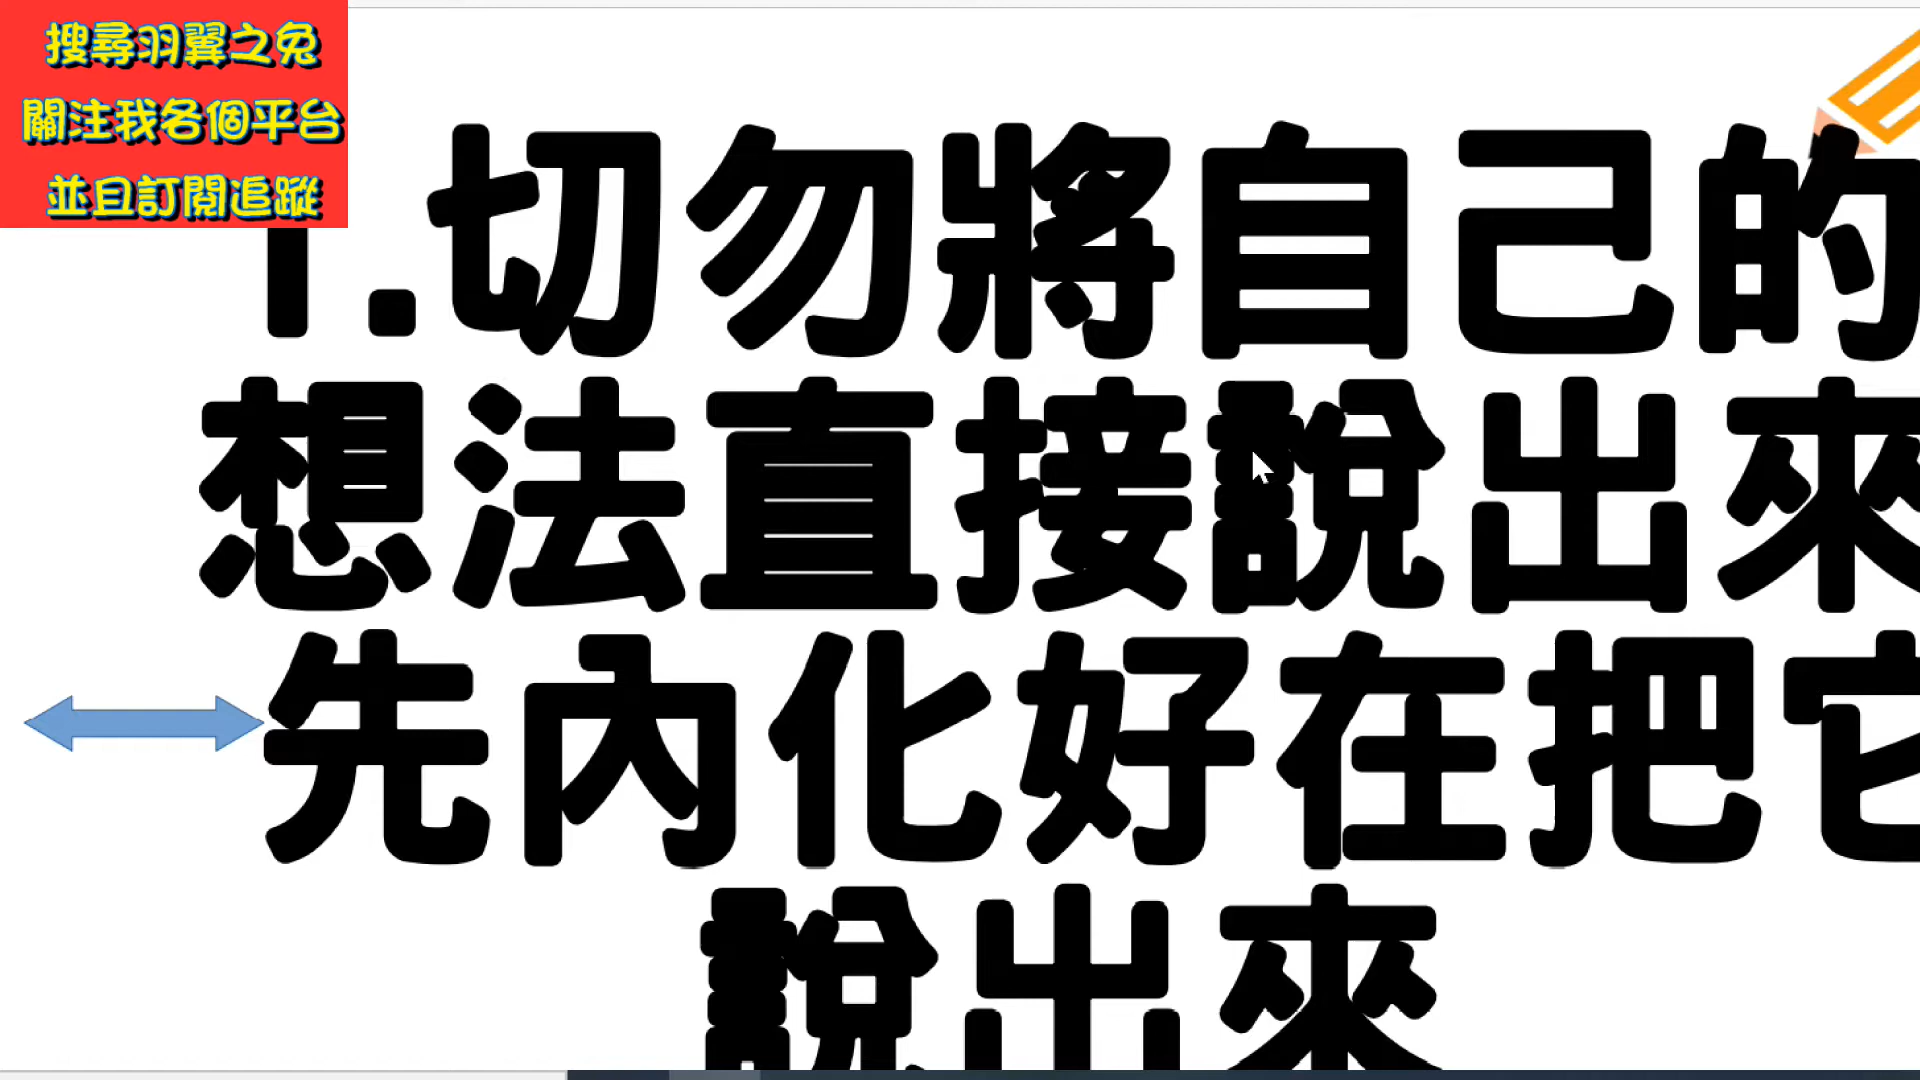 搜尋羽翼之兔
關注我各個平台
並且訂閱追蹤
1.切勿將自己的
想法直接說出來
先內化好在把它
說出來